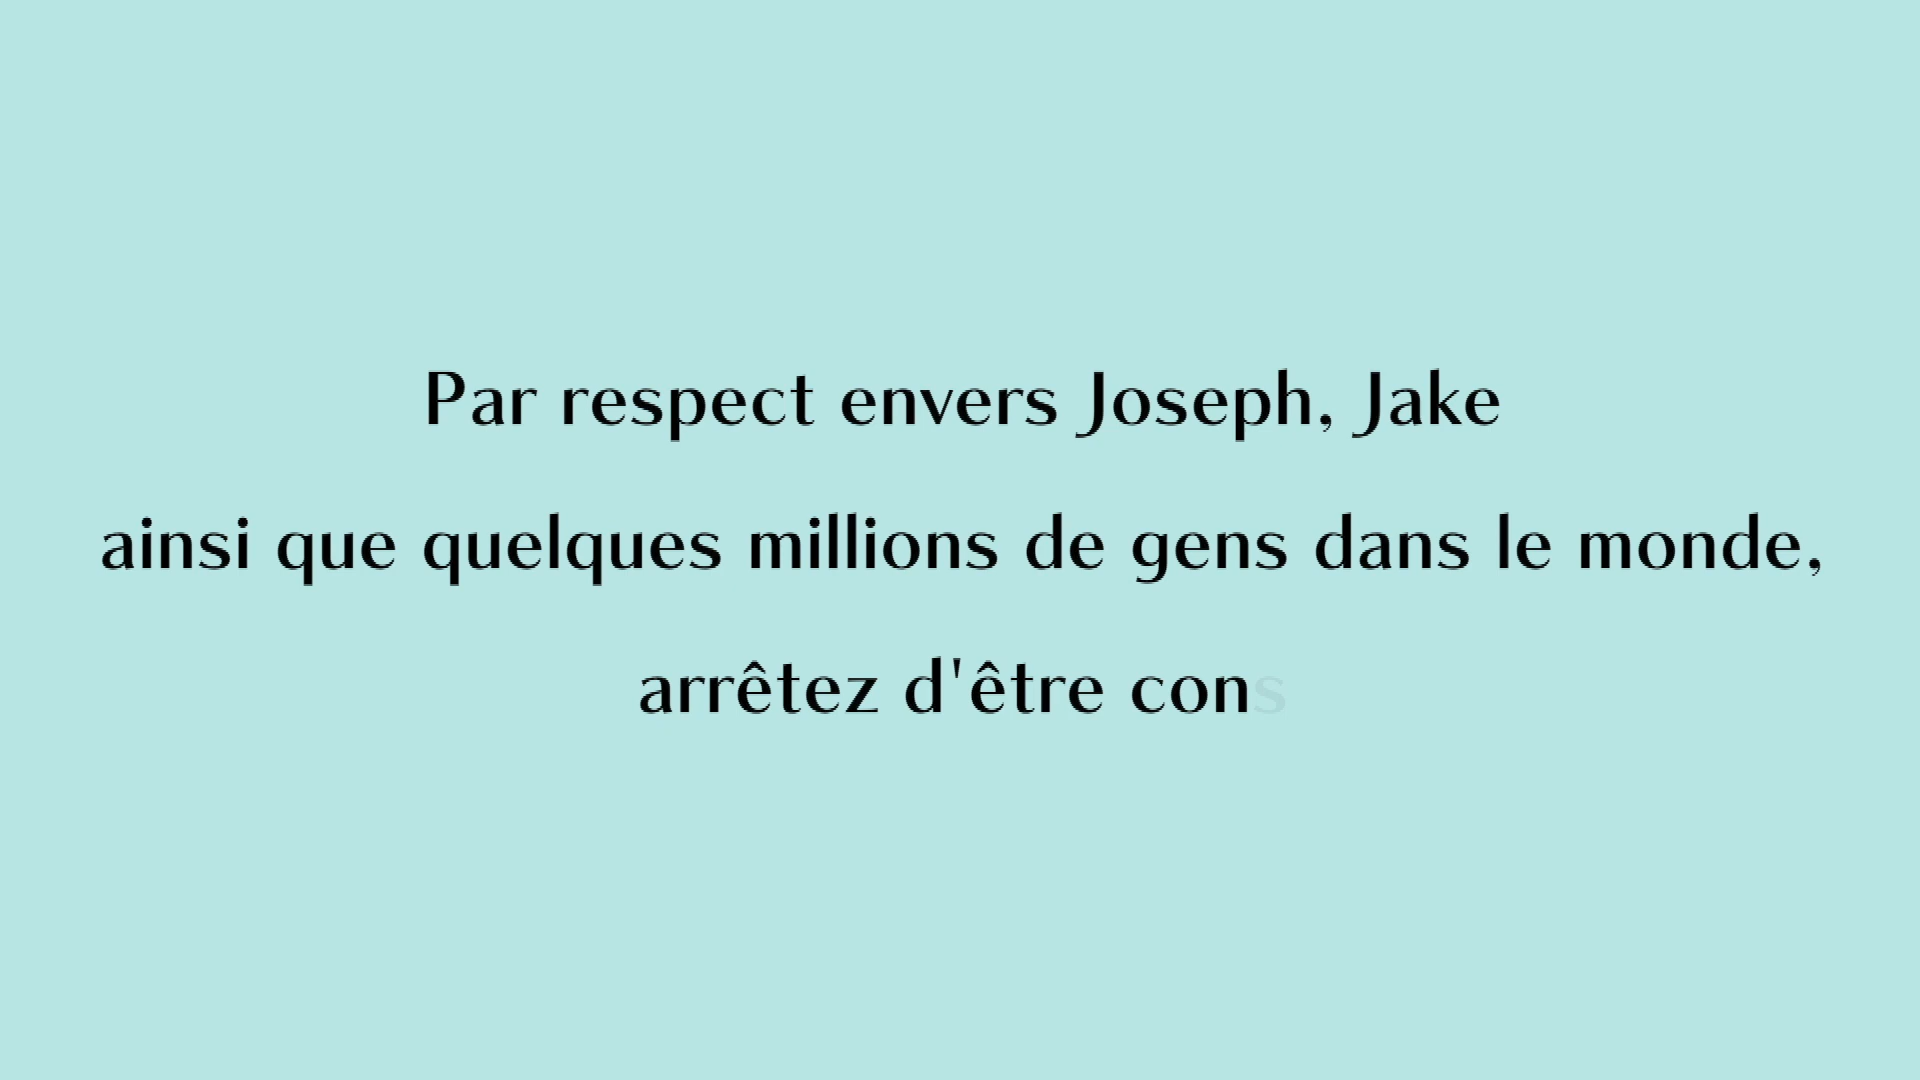 Par respect envers Joseph, Jake
ainsi que quelques millions de gens dans le monde,
arrêtez d'être cons